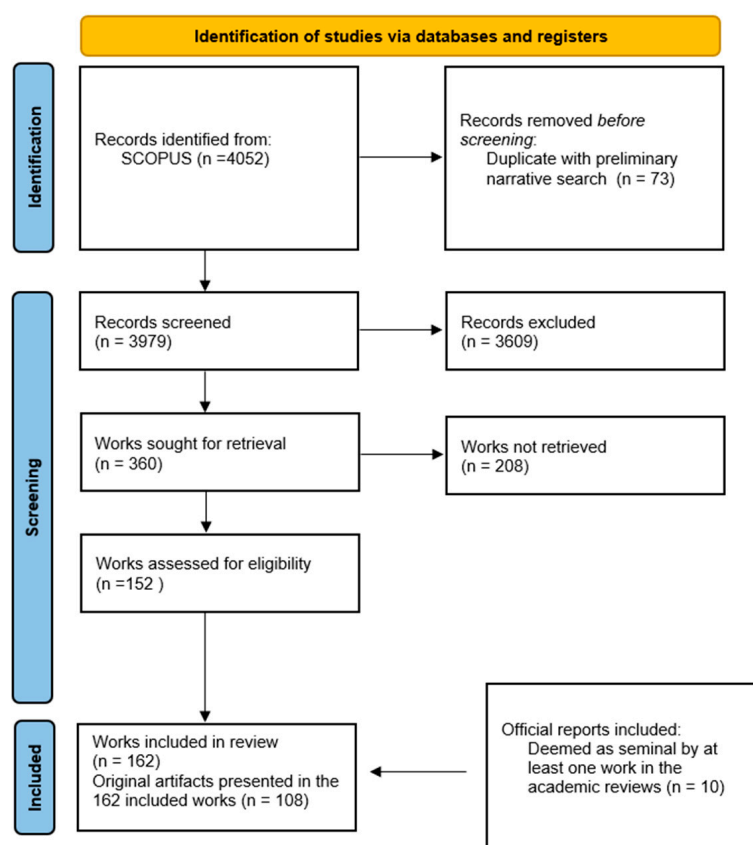 Identification of studies via databases and registers
Identification
Records identified from:
SCOPUS (n =4052)
Records removed before
screening:
Duplicate with preliminary
narrative search (n = 73)
Screening
Records screened
(n = 3979)
Records excluded
(n = 3609)
Works sought for retrieval
(n = 360)
Works not retrieved
(n = 208)
Works assessed for eligibility
(n =152 )
Included
Works included in review
(n = 162)
Original artifacts presented in the
162 included works (n = 108)
Official reports included:
Deemed as seminal by at
least one work in the
academic reviews (n = 10)